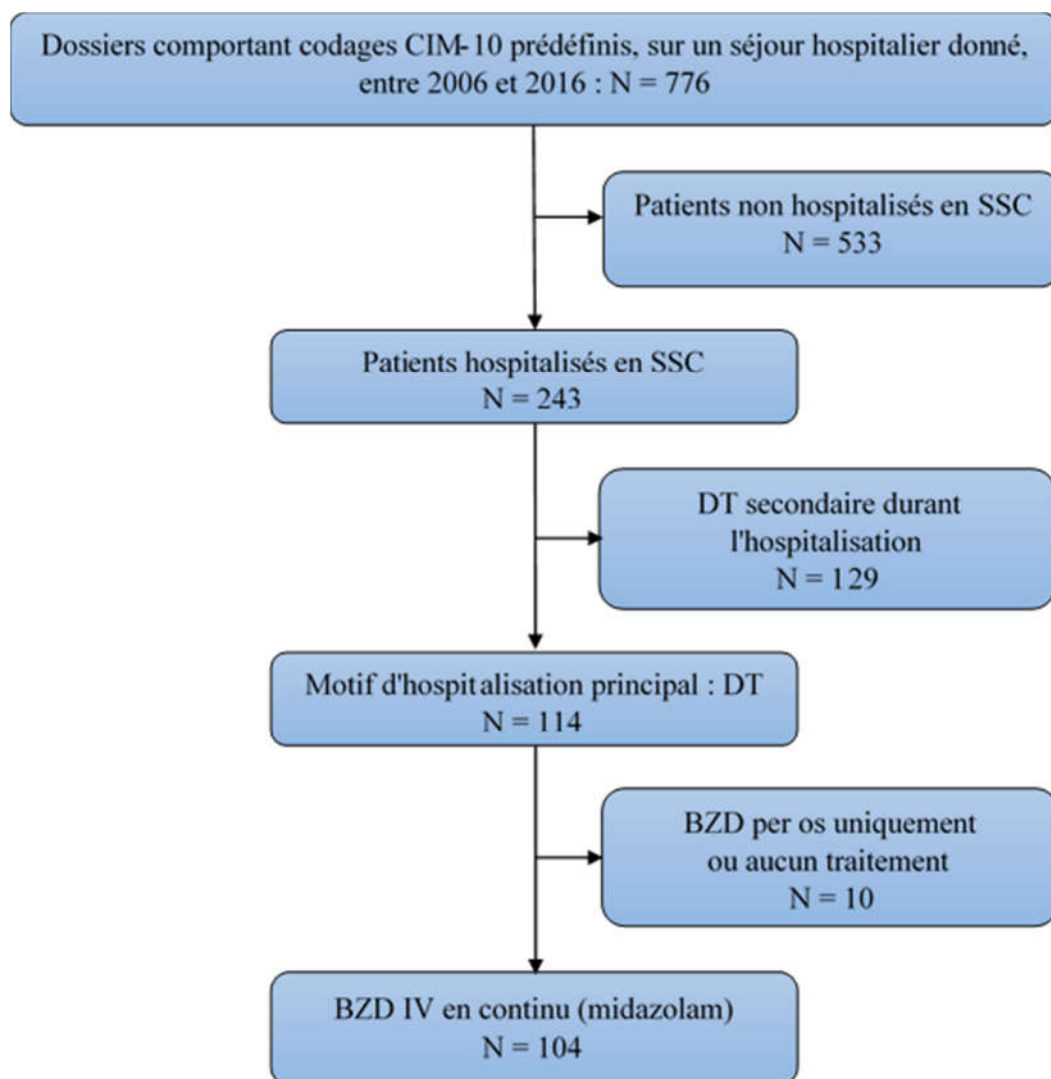 Dossiers comportant codages CIM-10 prédéfinis, sur un séjour hospitalier donné,
entre 2006 et 2016 : N = 776
Patients non hospitalisés en SSC
N = 533
Patients hospitalisés en SSC
N = 243
DT secondaire durant
l'hospitalisation
N = 129
Motif d'hospitalisation principal : DT
N = 114
BZD per os uniquement
ou aucun traitement
N = 10
BZD IV en continu (midazolam)
N = 104